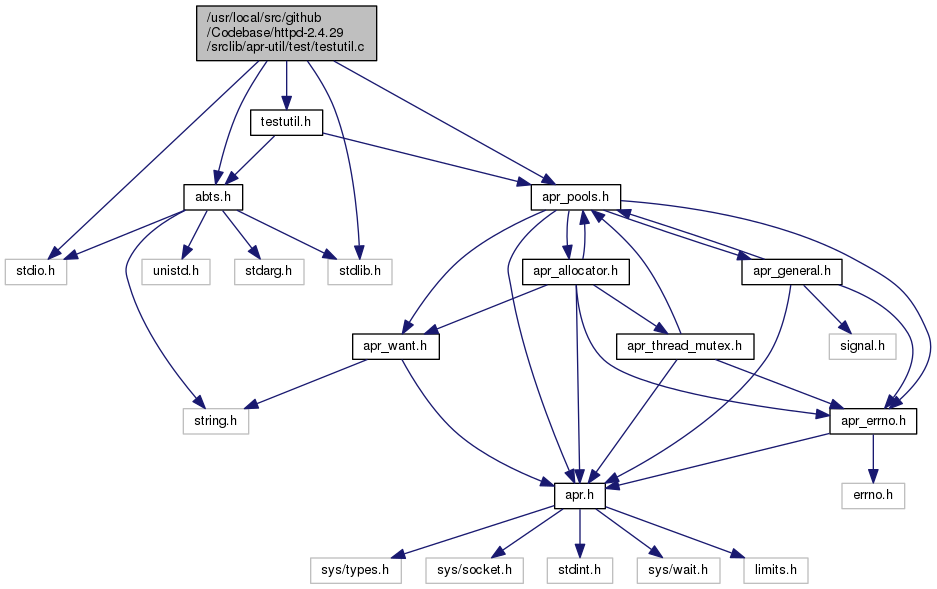 /usr/local/src/github
/Codebase/httpd-2.4.29
/srclib/apr-util/test/testutil.c
testutil.h
abts.h
apr_pools.h
stdio.h
unistd.h
stdarg.h
stdlib.h
apr_allocator.h
apr_general.h
apr_want.h
apr_thread_mutex.h
signal.h
string.h
apr_errno.h
apr.h
errno.h
sys/types.h
sys/socket.h
stdint.h
sys/wait.h
limits.h